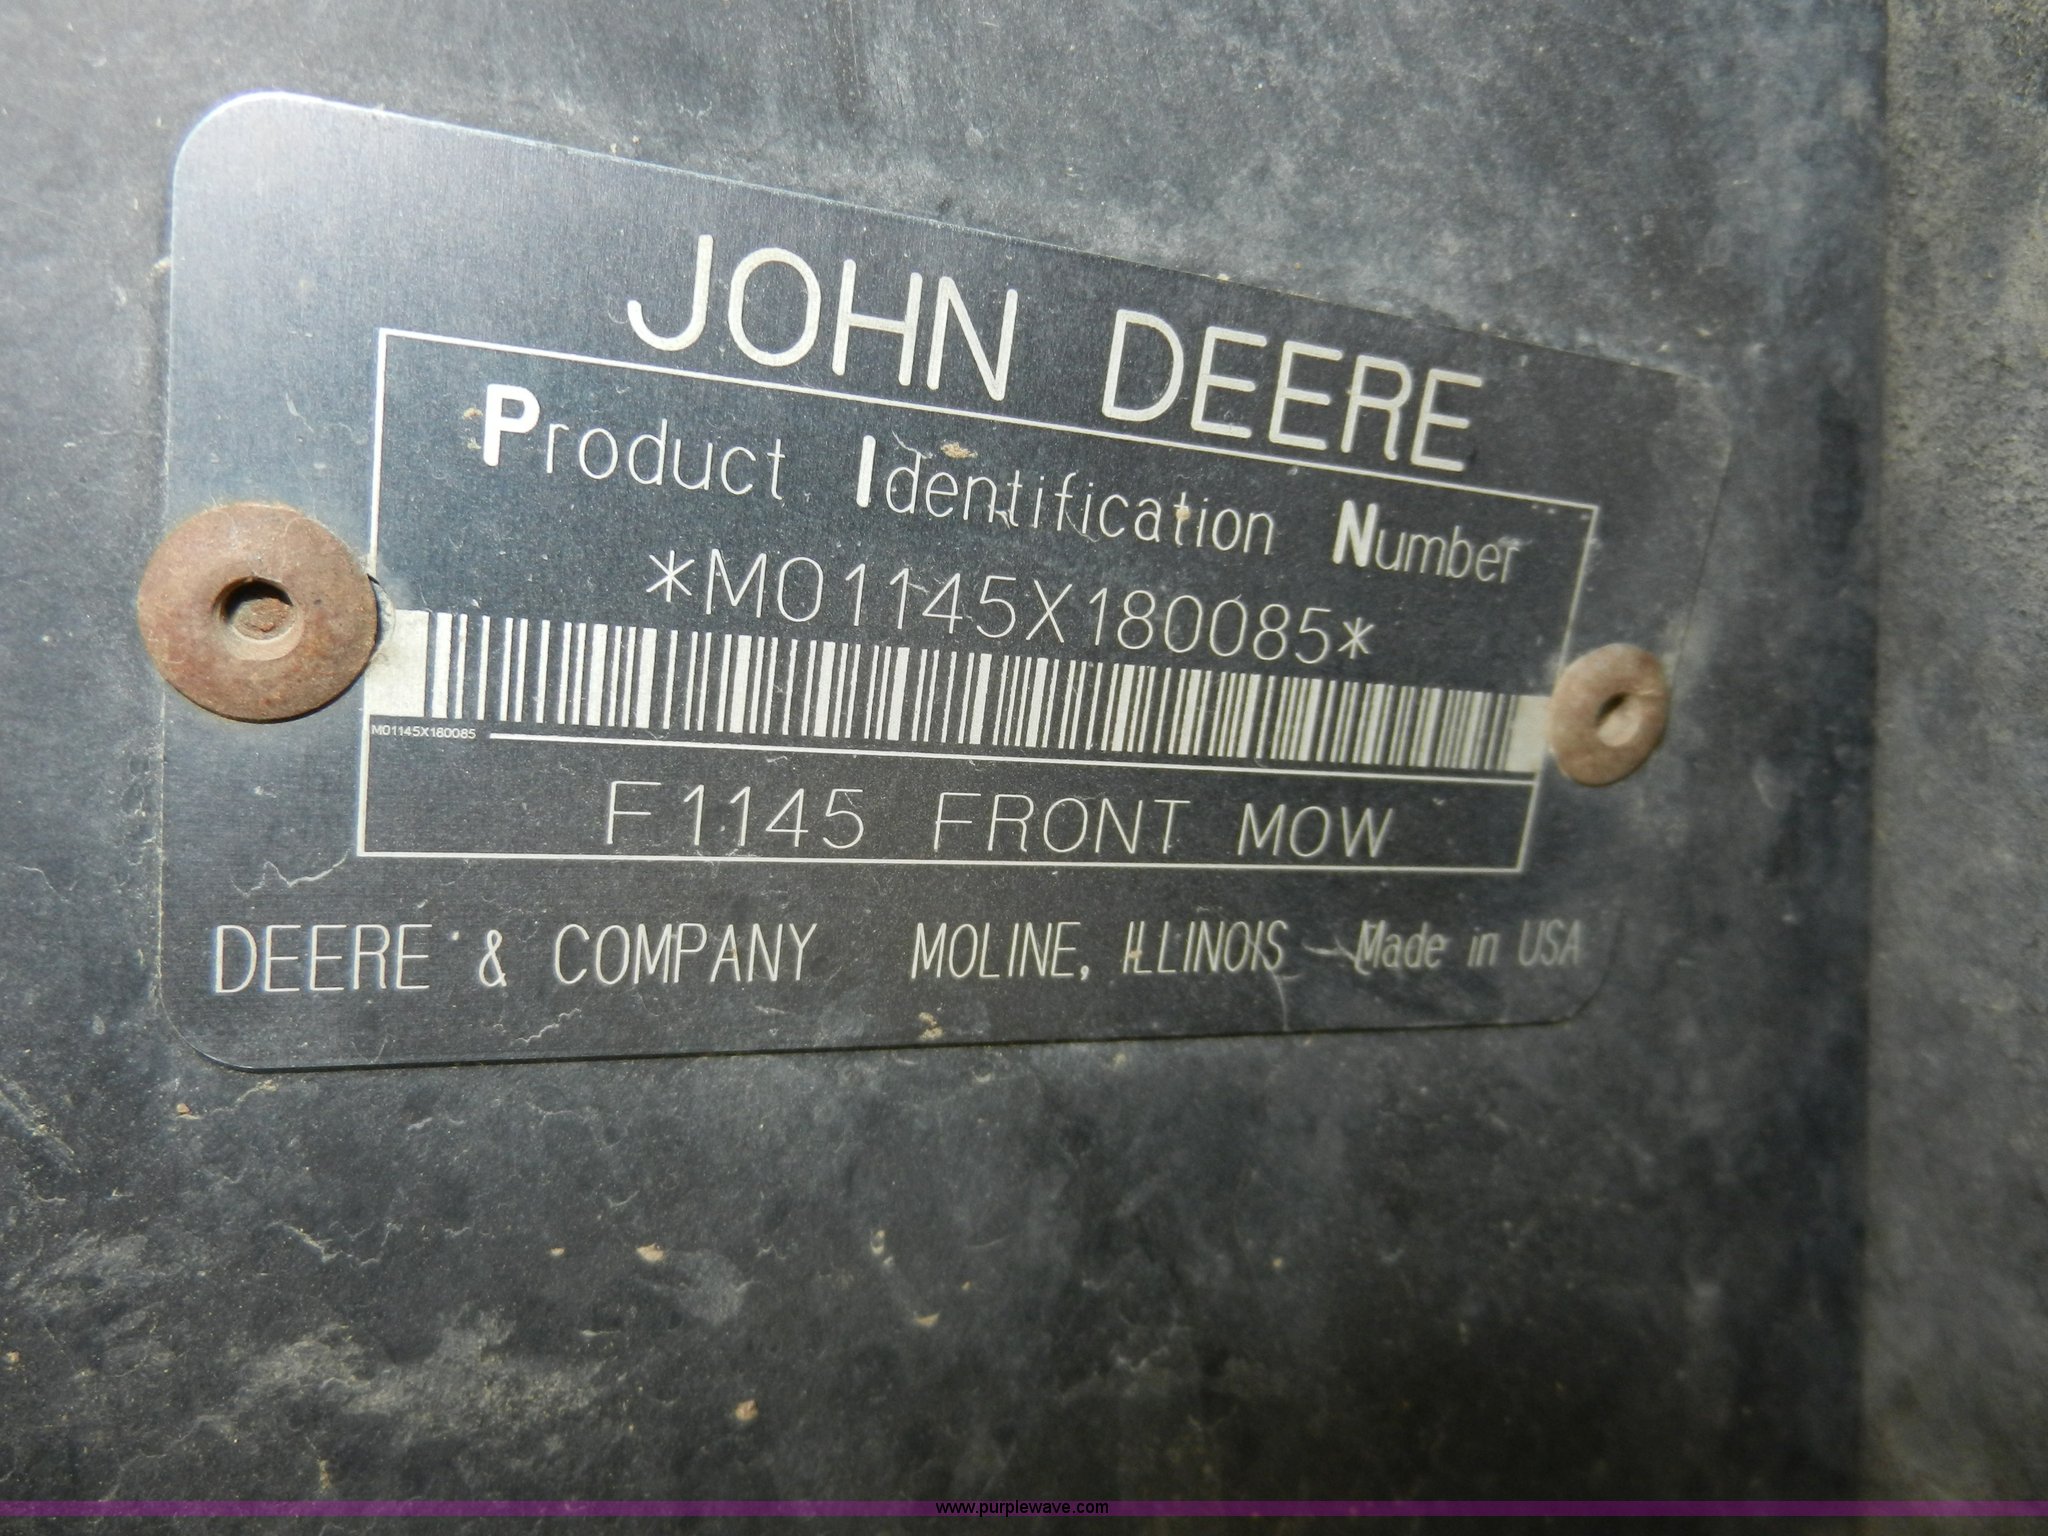 JOHN DEERE
Product Identification Number
*M01145X180085*
M01145X180085
F1145 FRONT MOW
DEERE & COMPANY MOLINE, ILLINOIS Made in USA
www.purplewave.com